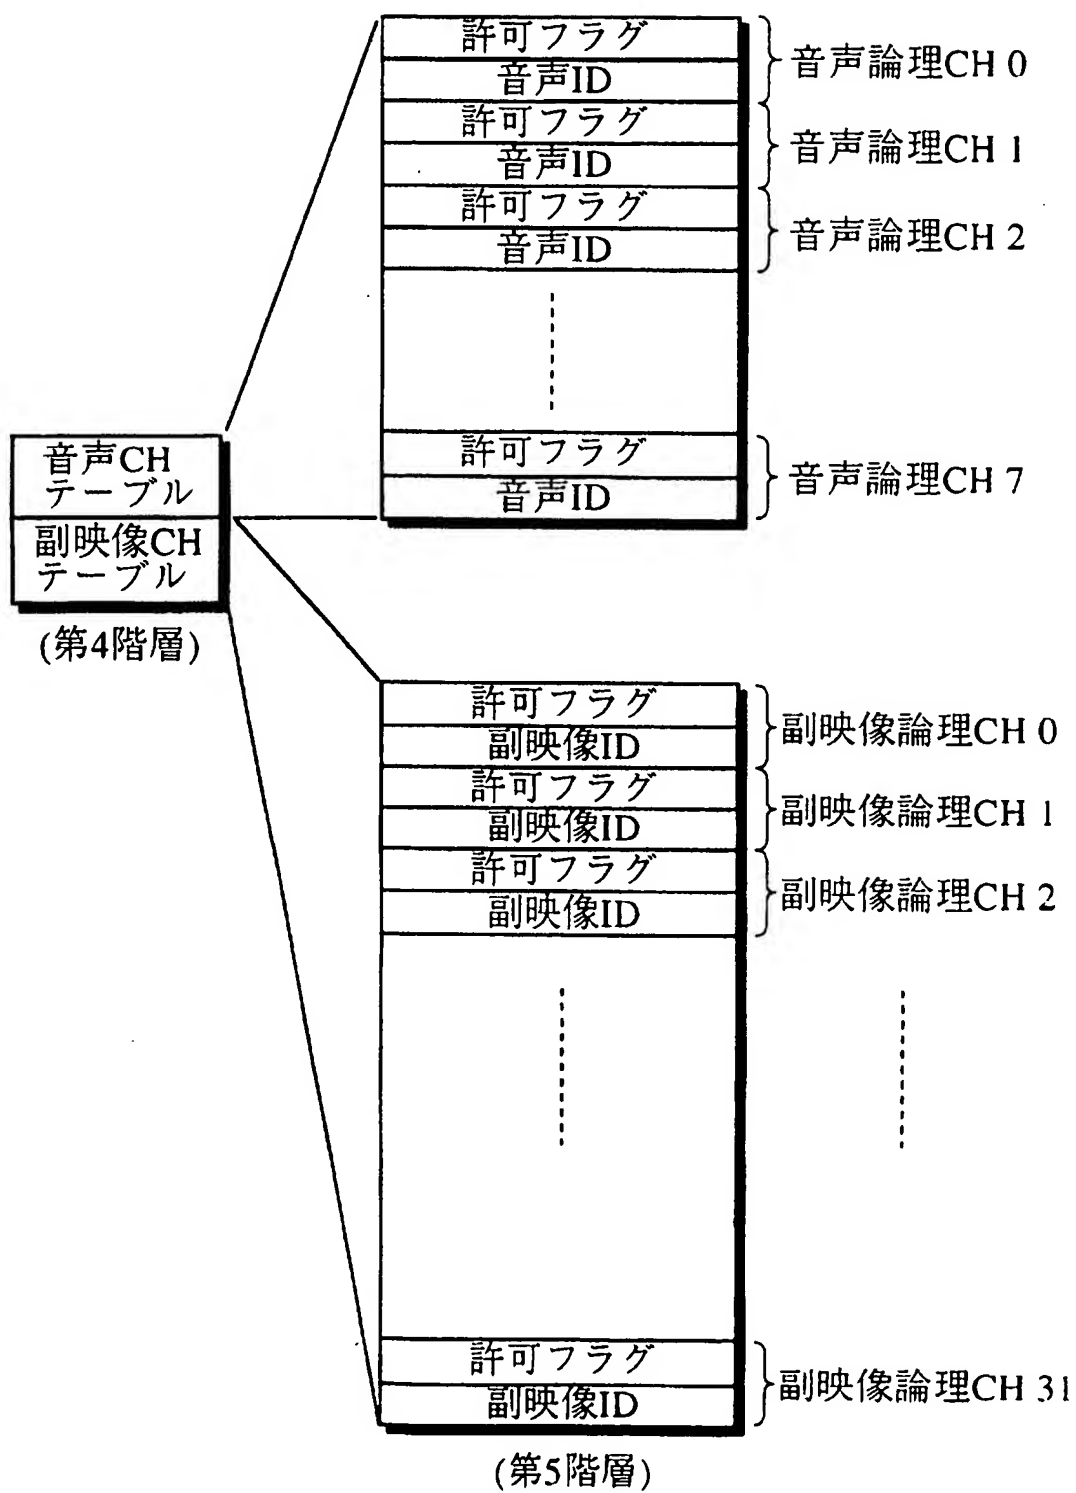 許可フラグ
音声ID
音声論理CH 0
許可フラグ
音声ID
音声論理CH 1
許可フラグ
音声ID
音声論理CH 2
許可フラグ
音声ID
音声論理CH 7
音声CH
テーブル
副映像CH
テーブル
(第4階層)
許可フラグ
副映像ID
副映像論理CH 0
許可フラグ
副映像ID
副映像論理CH 1
許可フラグ
副映像ID
副映像論理CH 2
許可フラグ
副映像ID
副映像論理CH 31
(第5階層)